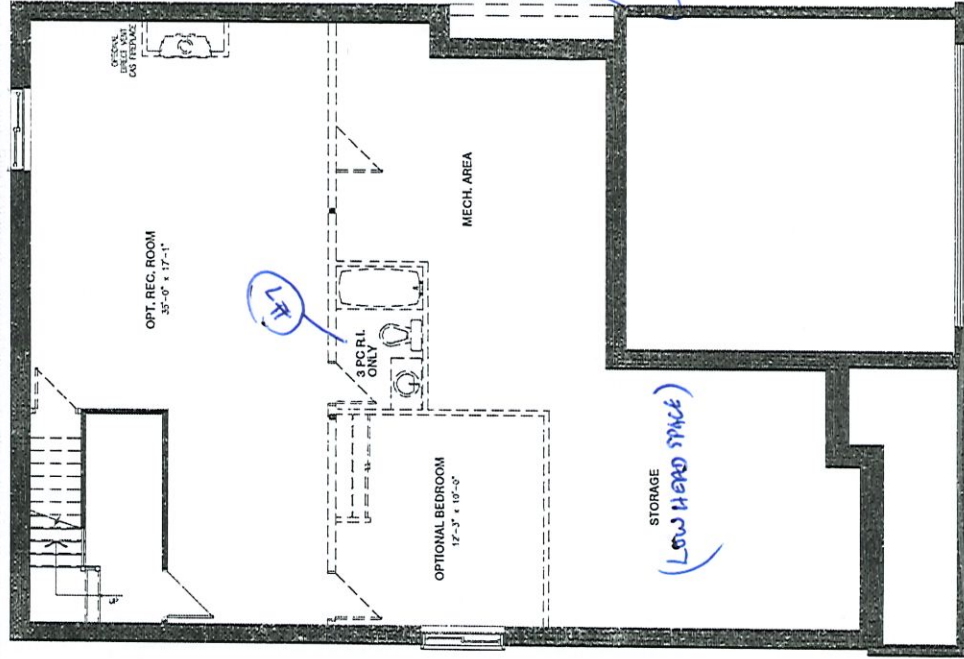 OPTIONAL
DIRECT VENT
GAS FIREPLACE
OPT. REC. ROOM
35'-0" x 17'-1"
MECH. AREA
3 PC R.I.
ONLY
OPTIONAL BEDROOM
12'-3" x 10'-0"
STORAGE
(LOW HEAD SPACE)